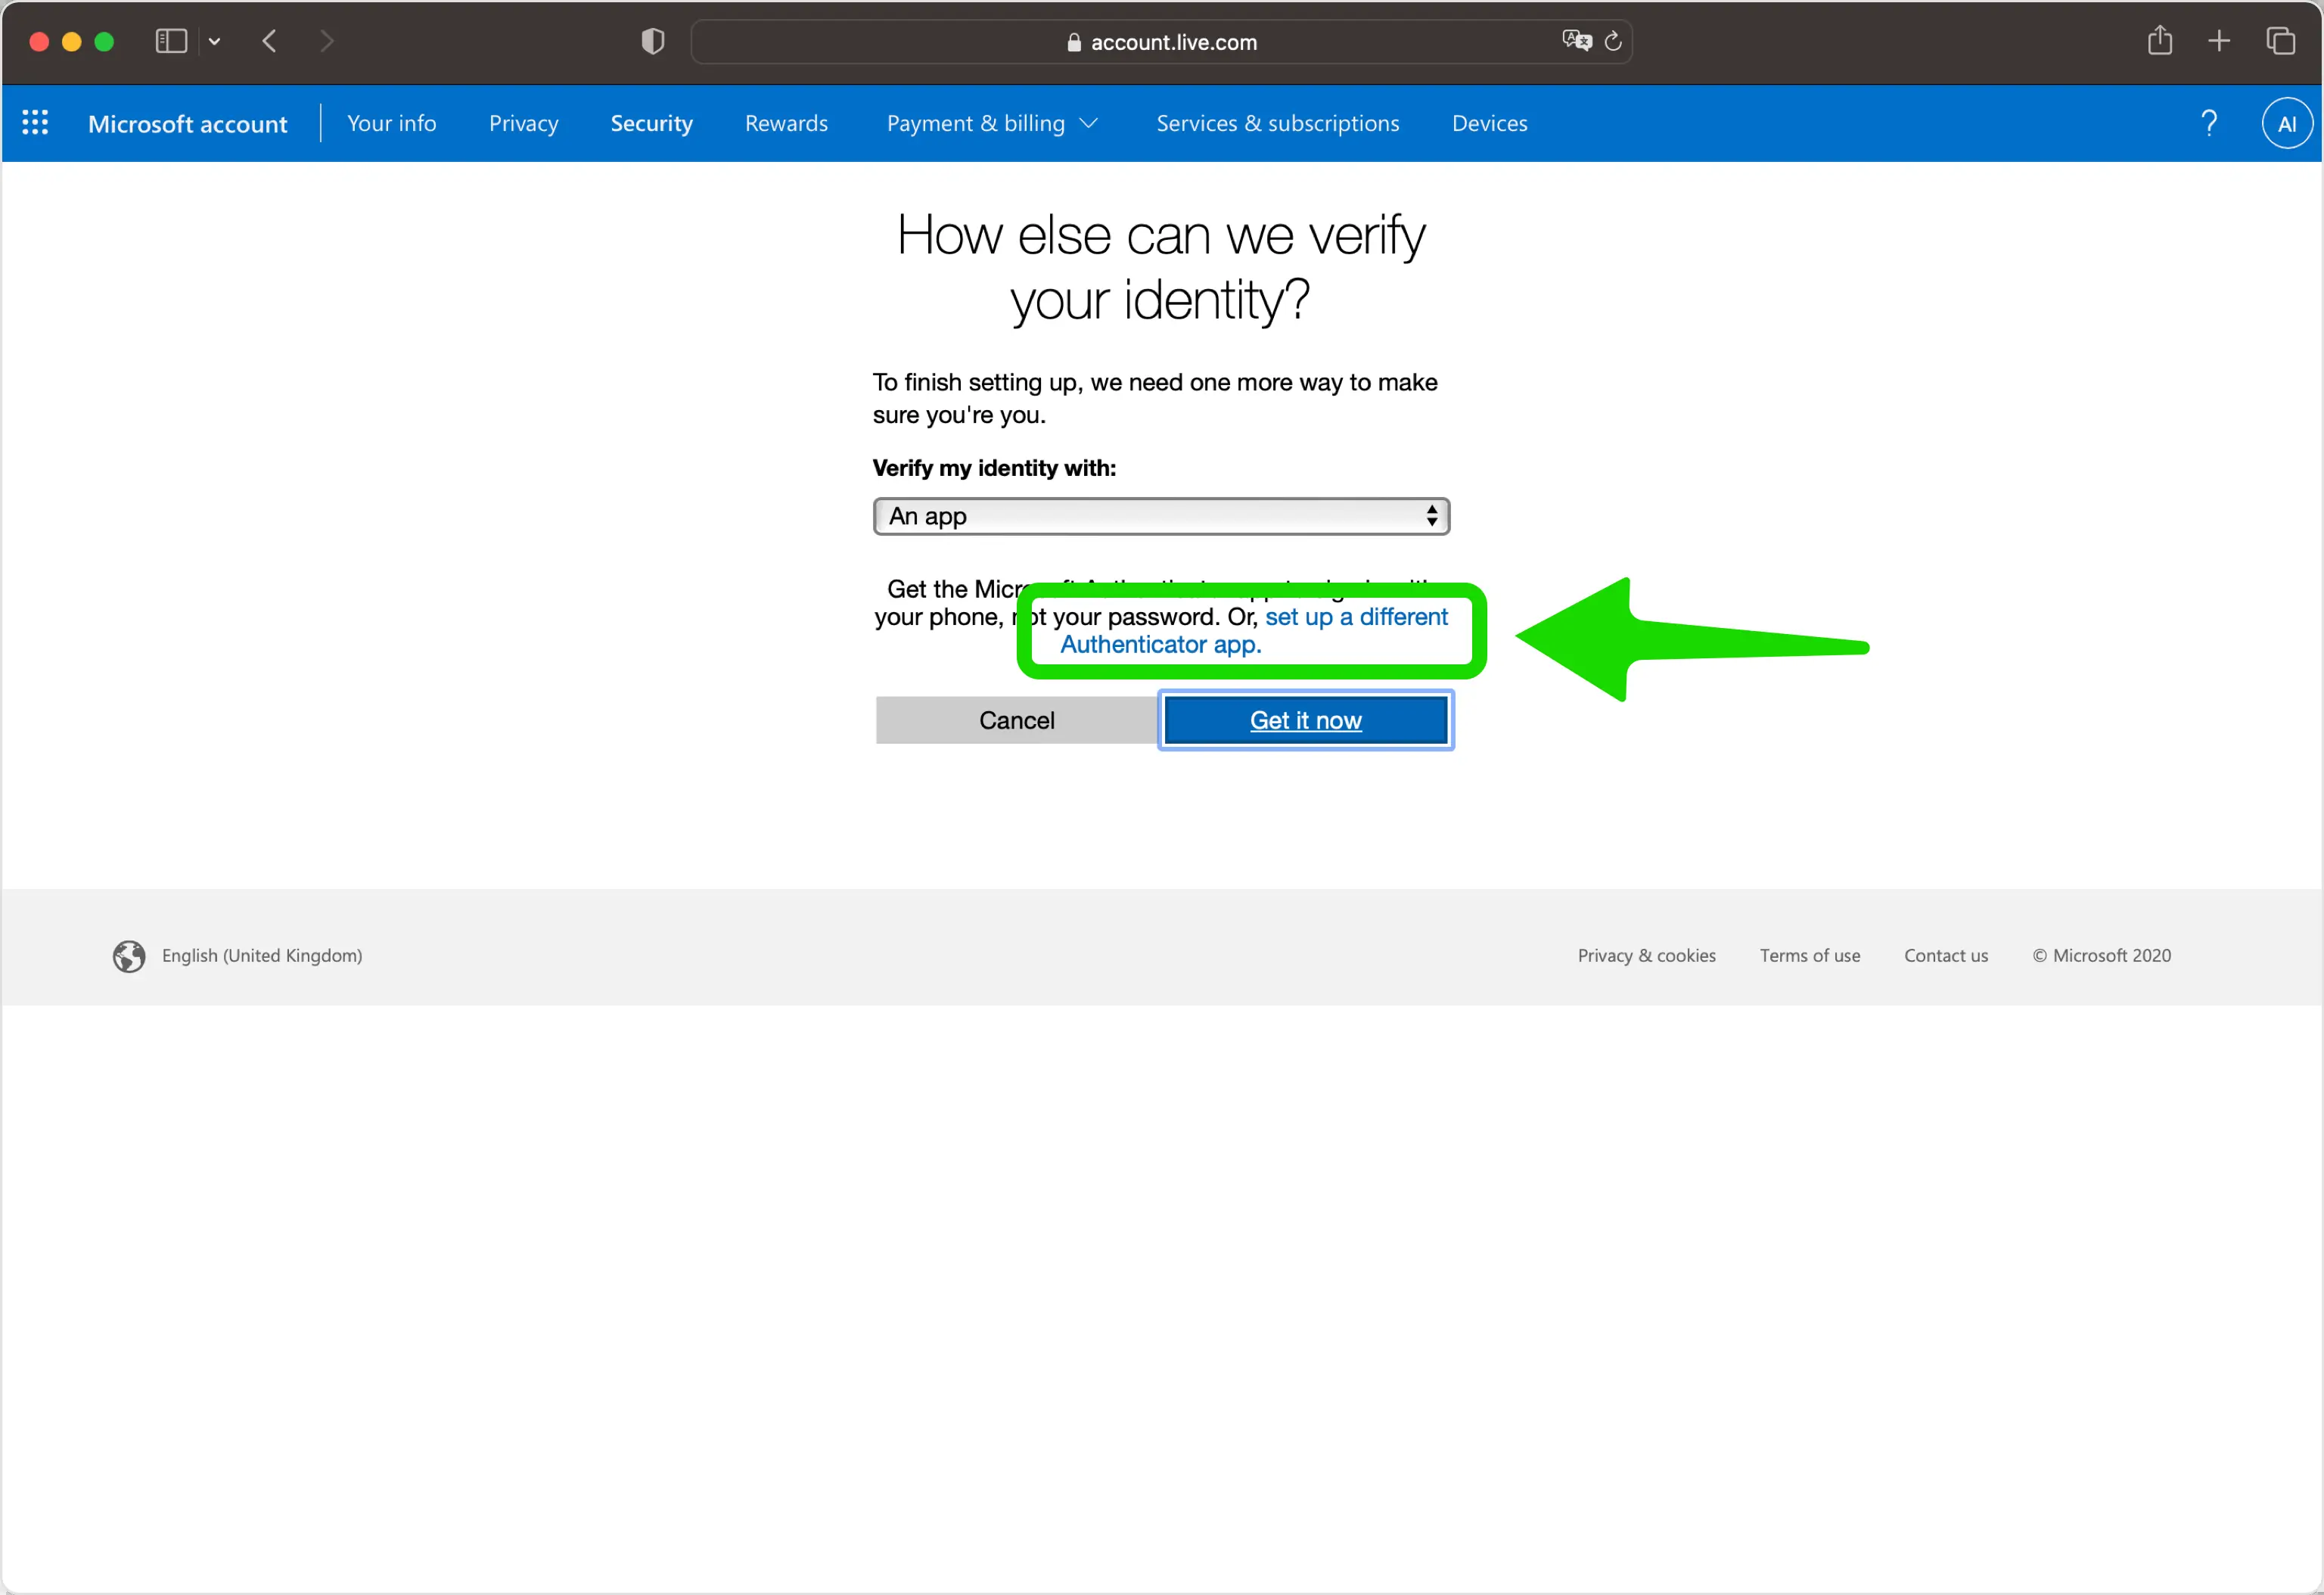 account.live.com
Microsoft account Your info Privacy Security Rewards Payment & billing Services & subscriptions Devices ? AI
How else can we verify
your identity?
To finish setting up, we need one more way to make
sure you're you.
Verify my identity with:
An app
Get the
your phone, not your password. Or, set up a different
Authenticator app.
Cancel Get it now
English (United Kingdom) Privacy & cookies Terms of use Contact us © Microsoft 2020